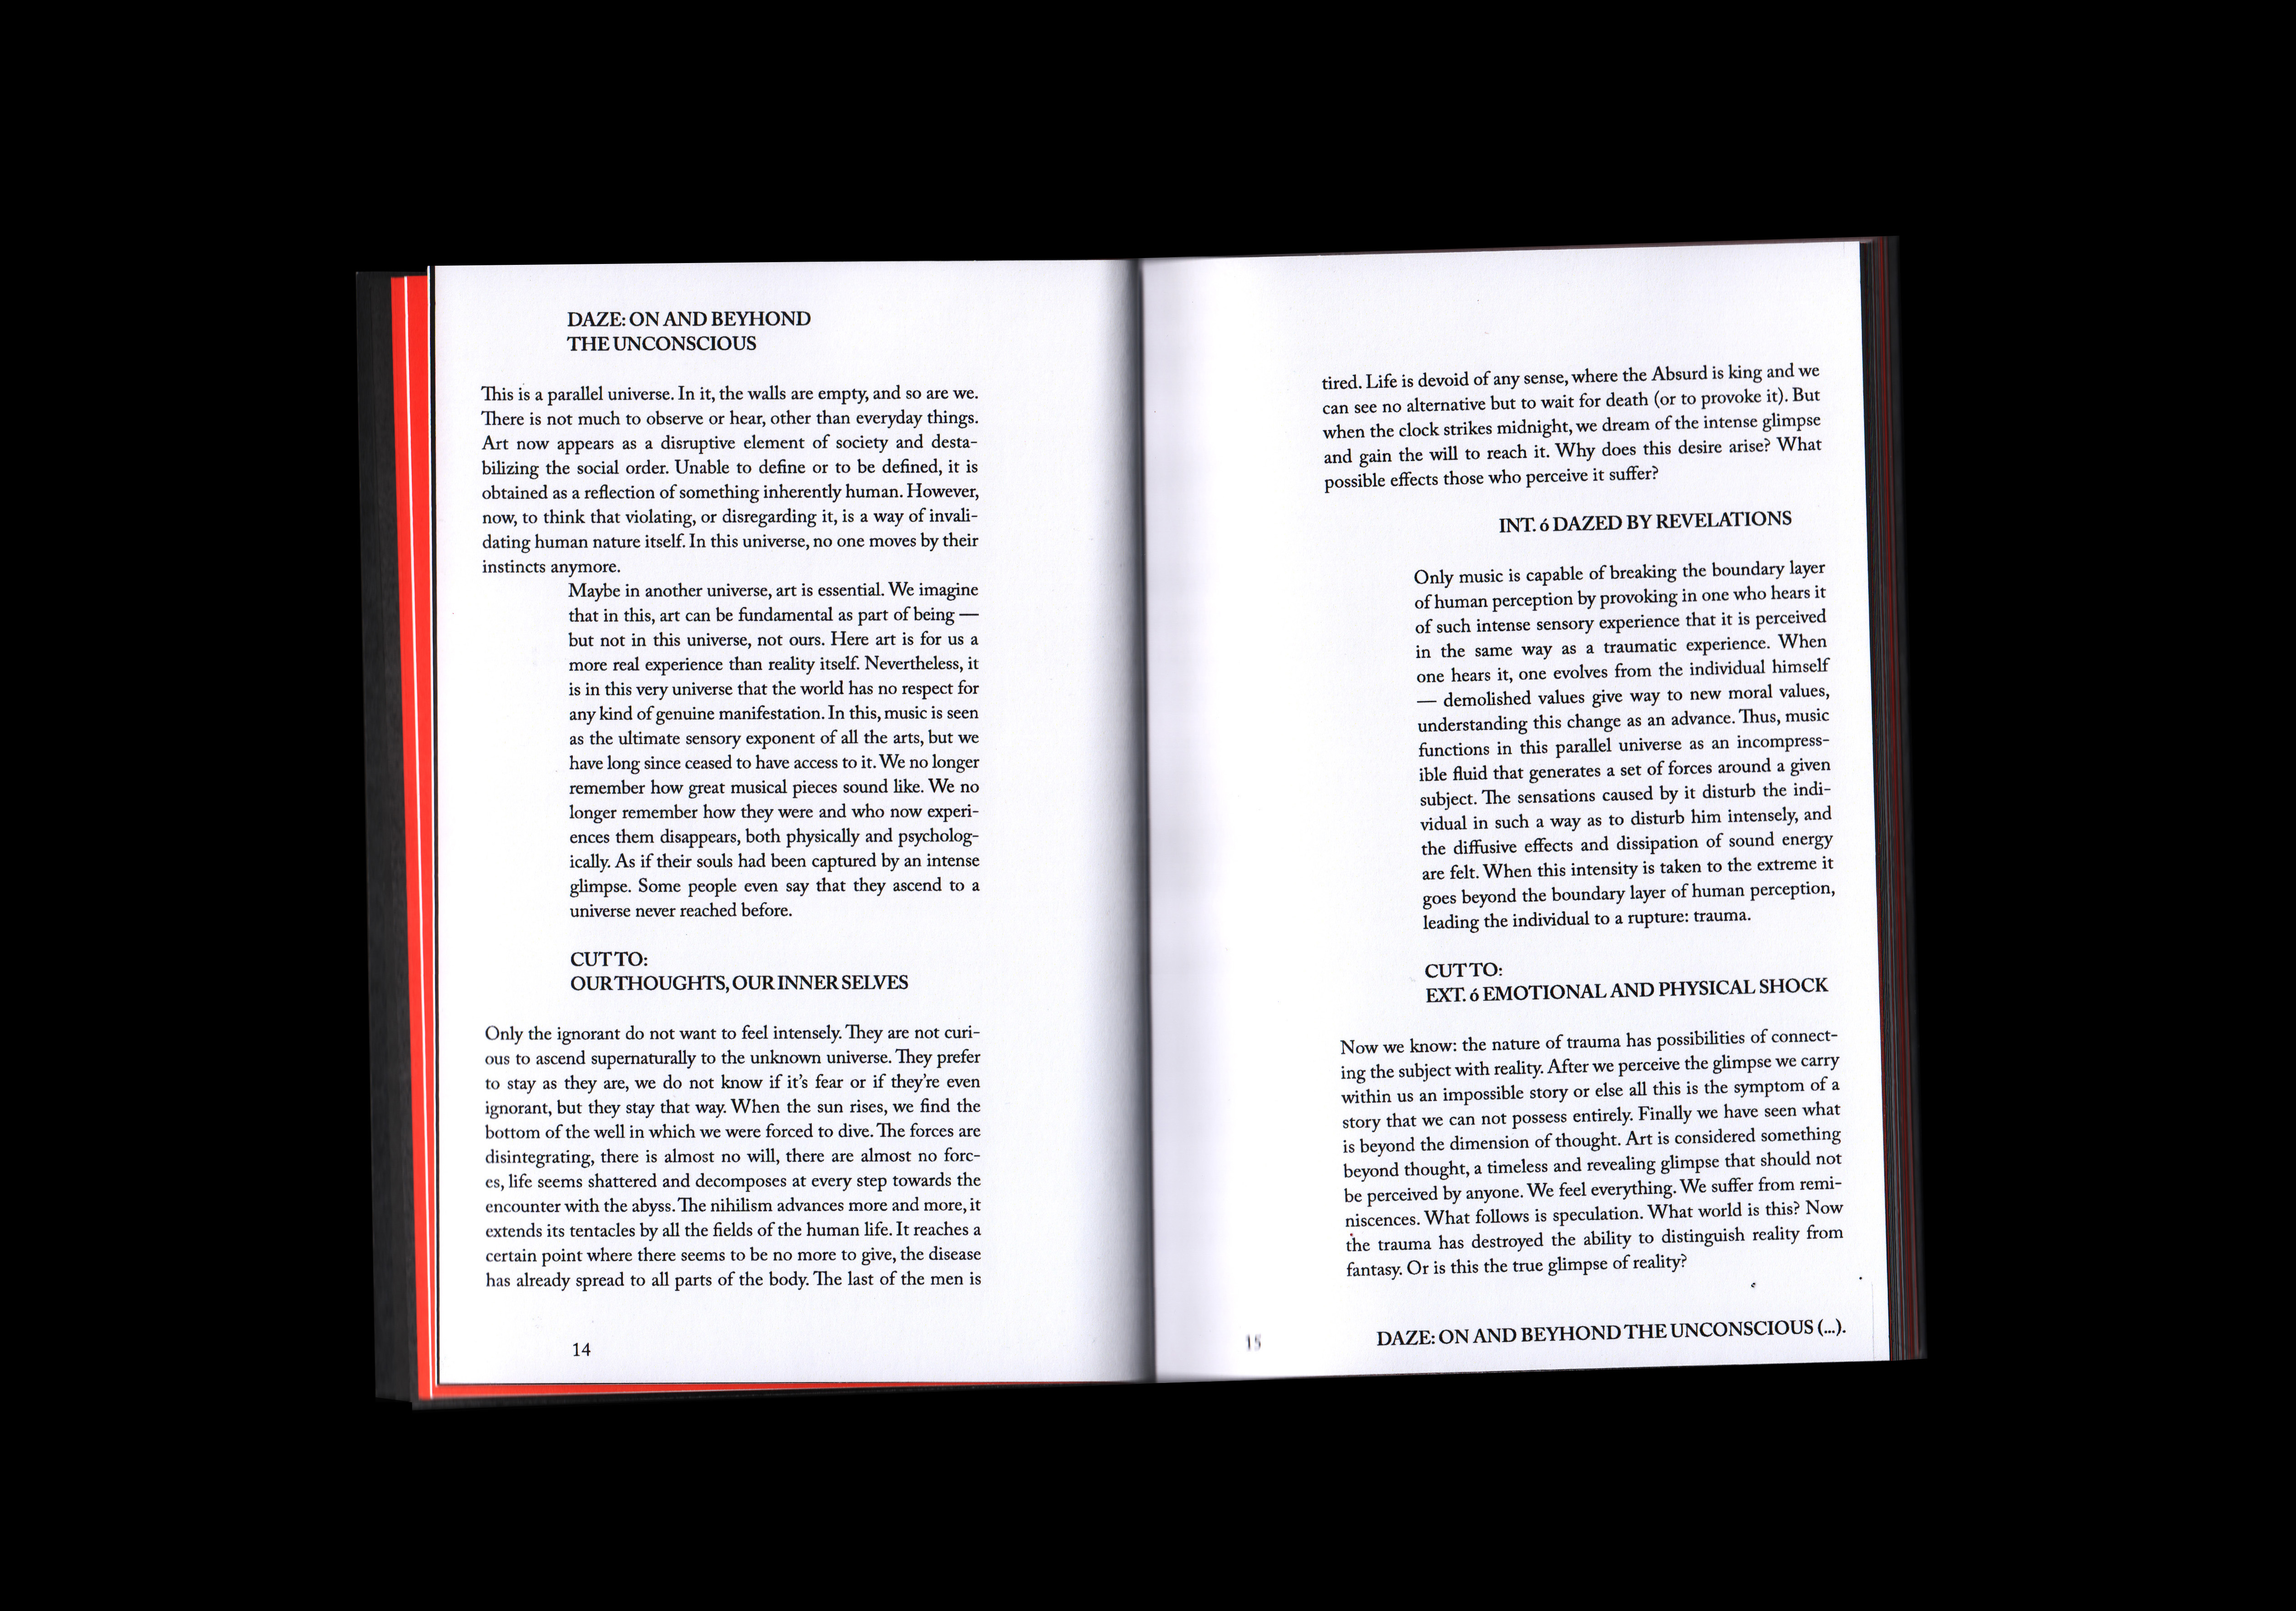 DAZE: ON AND BEYHOND
THE UNCONSCIOUS
This is a parallel universe. In it, the walls are empty, and so are we.
There is not much to observe or hear, other than everyday things.
Art now appears as a disruptive element of society and desta-
bilizing the social order. Unable to define or to be defined, it is
obtained as a reflection of something inherently human. However,
now, to think that violating, or disregarding it, is a way of invali-
dating human nature itself. In this universe, no one moves by their
instincts anymore.
Maybe in another universe, art is essential. We imagine
that in this, art can be fundamental as part of being —
but not in this universe, not ours. Here art is for us a
more real experience than reality itself. Nevertheless, it
is in this very universe that the world has no respect for
any kind of genuine manifestation. In this, music is seen
as the ultimate sensory exponent of all the arts, but we
have long since ceased to have access to it. We no longer
remember how great musical pieces sound like. We no
longer remember how they were and who now experi-
ences them disappears, both physically and psycholog-
ically. As if their souls had been captured by an intense
glimpse. Some people even say that they ascend to a
universe never reached before.
CUT TO:
OUR THOUGHTS, OUR INNER SELVES
Only the ignorant do not want to feel intensely. They are not curi-
ous to ascend supernaturally to the unknown universe. They prefer
to stay as they are, we do not know if it's fear or if they're even
ignorant, but they stay that way. When the sun rises, we find the
bottom of the well in which we were forced to dive. The forces are
disintegrating, there is almost no will, there are almost no forc-
es, life seems shattered and decomposes at every step towards the
encounter with the abyss. The nihilism advances more and more, it
extends its tentacles by all the fields of the human life. It reaches a
certain point where there seems to be no more to give, the disease
has already spread to all parts of the body. The last of the men is
14
tired. Life is devoid of any sense, where the Absurd is king and we
can see no alternative but to wait for death (or to provoke it). But
when the clock strikes midnight, we dream of the intense glimpse
and gain the will to reach it. Why does this desire arise? What
possible effects those who perceive it suffer?
INT. ó DAZED BY REVELATIONS
Only music is capable of breaking the boundary layer
of human perception by provoking in one who hears it
of such intense sensory experience that it is perceived
in the same way as a traumatic experience. When
one hears it, one evolves from the individual himself
— demolished values give way to new moral values,
understanding this change as an advance. Thus, music
functions in this parallel universe as an incompress-
ible fluid that generates a set of forces around a given
subject. The sensations caused by it disturb the indi-
vidual in such a way as to disturb him intensely, and
the diffusive effects and dissipation of sound energy
are felt. When this intensity is taken to the extreme it
goes beyond the boundary layer of human perception,
leading the individual to a rupture: trauma.
CUT TO:
EXT. ó EMOTIONAL AND PHYSICAL SHOCK
Now we know: the nature of trauma has possibilities of connect-
ing the subject with reality. After we perceive the glimpse we carry
within us an impossible story or else all this is the symptom of a
story that we can not possess entirely. Finally we have seen what
is beyond the dimension of thought. Art is considered something
beyond thought, a timeless and revealing glimpse that should not
be perceived by anyone. We feel everything. We suffer from remi-
niscences. What follows is speculation. What world is this? Now
the trauma has destroyed the ability to distinguish reality from
fantasy. Or is this the true glimpse of reality?
15
DAZE: ON AND BEYHOND THE UNCONSCIOUS (...).